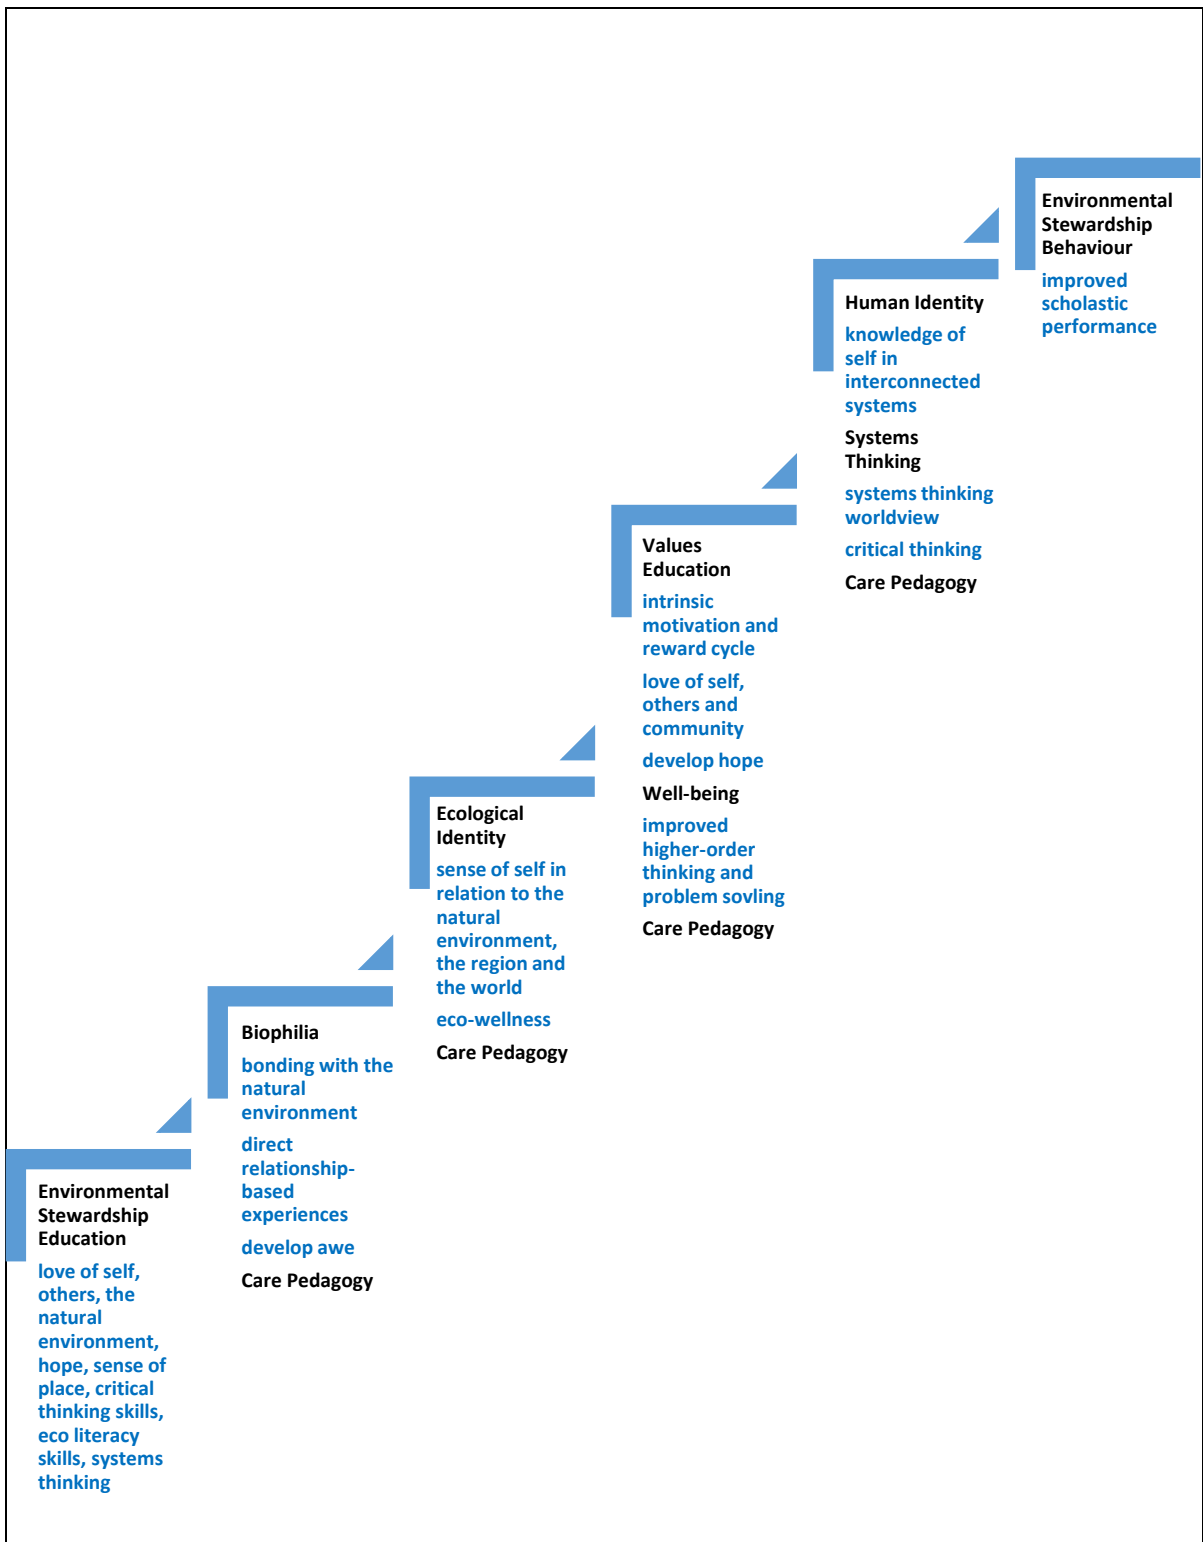 Environmental
Stewardship
Education
love of self,
others, the
natural
environment,
hope, sense of
place, critical
thinking skills,
eco literacy
skills, systems
thinking
Biophilia
bonding with the
natural
environment
direct
relationship-
based
experiences
develop awe
Care Pedagogy
Ecological
Identity
sense of self in
relation to the
natural
environment,
the region and
the world
eco-wellness
Care Pedagogy
Values
Education
intrinsic
motivation and
reward cycle
love of self,
others and
community
develop hope
Well-being
improved
higher-order
thinking and
problem sovling
Care Pedagogy
Human Identity
knowledge of
self in
interconnected
systems
Systems
Thinking
systems thinking
worldview
critical thinking
Care Pedagogy
Environmental
Stewardship
Behaviour
improved
scholastic
performance